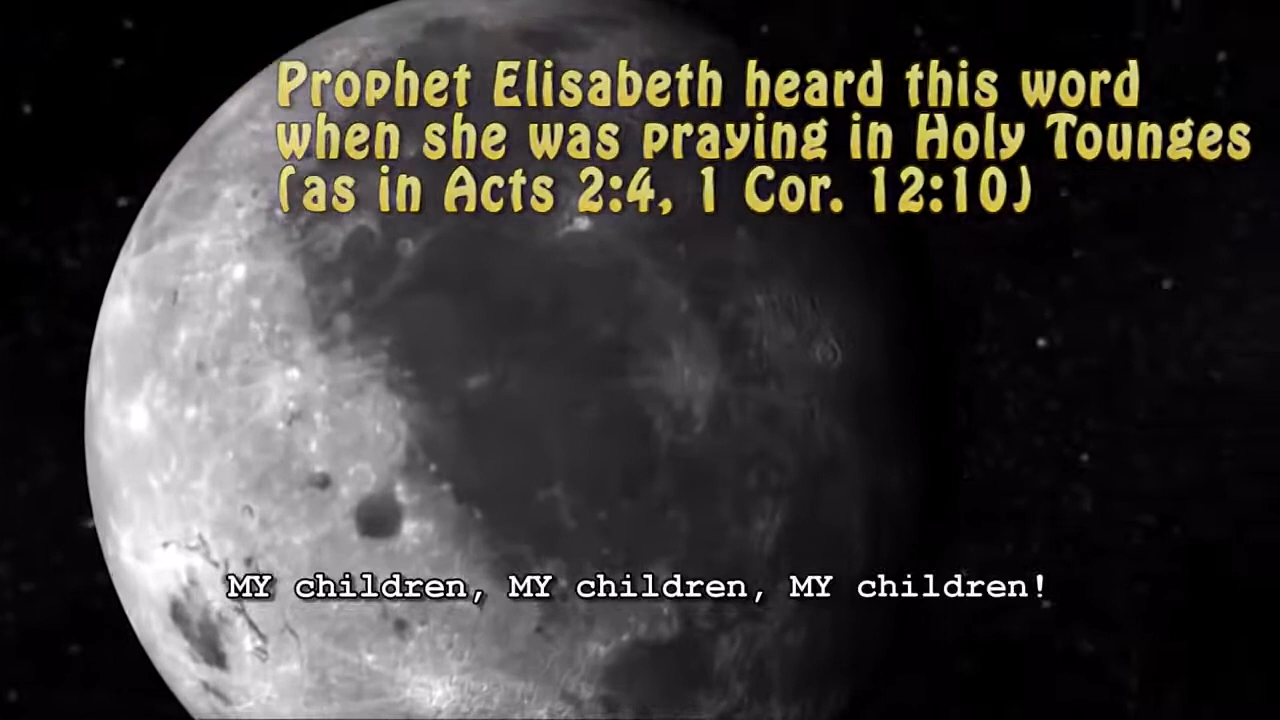 Prophet Elisabeth heard this word
when she was praying in Holy Tounges
(as in Acts 2:4, 1 Cor. 12:10)
MY children, MY children, MY children!